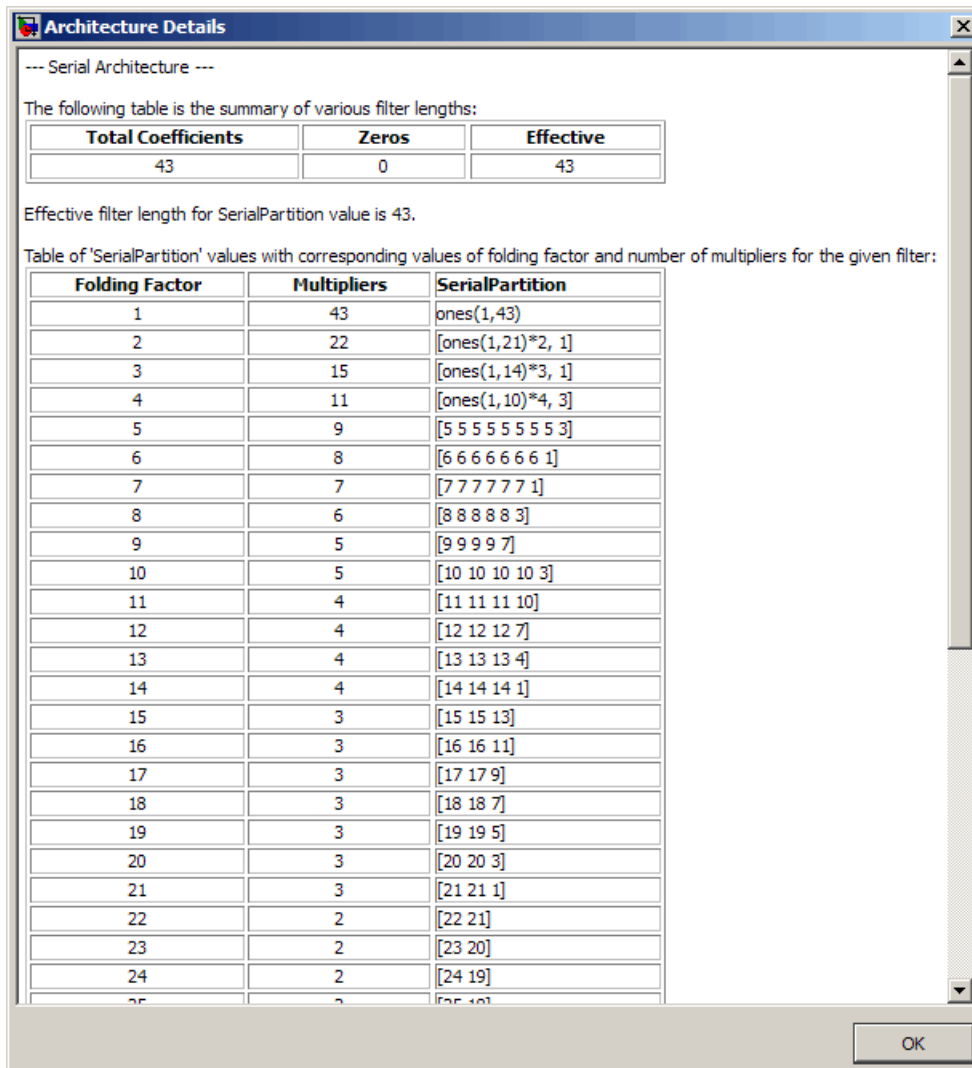 Architecture Details
--- Serial Architecture ---
The following table is the summary of various filter lengths:
Total Coefficients Zeros Effective
43 0 43
Effective filter length for SerialPartition value is 43.
Table of 'SerialPartition' values with corresponding values of folding factor and number of multipliers for the given filter:
Folding Factor Multipliers SerialPartition
1 43 ones(1,43)
2 22 [ones(1,21)*2, 1]
3 15 [ones(1,14)*3, 1]
4 11 [ones(1,10)*4, 3]
5 9 [5 5 5 5 5 5 5 5 3]
6 8 [6 6 6 6 6 6 6 1]
7 7 [7 7 7 7 7 7 1]
8 6 [8 8 8 8 8 3]
9 5 [9 9 9 9 7]
10 5 [10 10 10 10 3]
11 4 [11 11 11 10]
12 4 [12 12 12 7]
13 4 [13 13 13 4]
14 4 [14 14 14 1]
15 3 [15 15 13]
16 3 [16 16 11]
17 3 [17 17 9]
18 3 [18 18 7]
19 3 [19 19 5]
20 3 [20 20 3]
21 3 [21 21 1]
22 2 [22 21]
23 2 [23 20]
24 2 [24 19]
OK